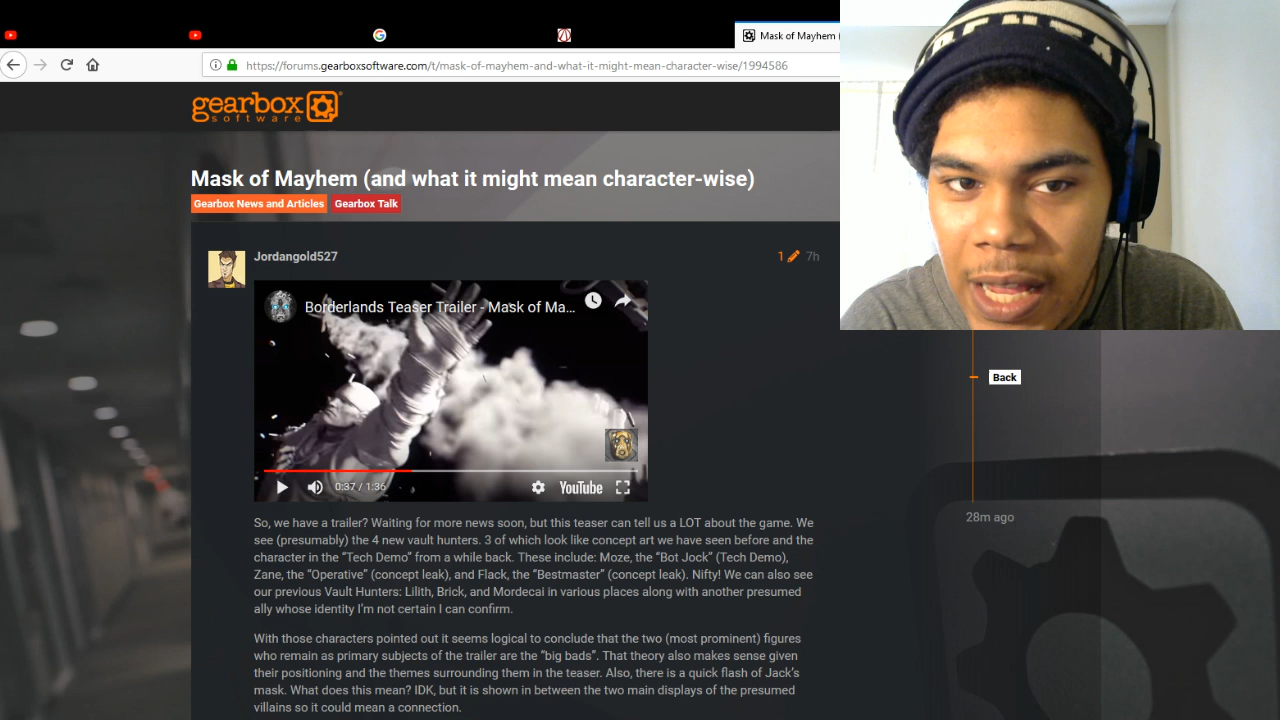 Mask of Mayhem (
https://forums.gearboxsoftware.com/t/mask-of-mayhem-and-what-it-might-mean-character-wise/1994586
gearbox
software
Mask of Mayhem (and what it might mean character-wise)
Gearbox News and Articles Gearbox Talk
Jordangold527
1 7h
Borderlands Teaser Trailer - Mask of Ma...
0:37 / 1:36
YouTube
So, we have a trailer? Waiting for more news soon, but this teaser can tell us a LOT about the game. We
see (presumably) the 4 new vault hunters. 3 of which look like concept art we have seen before and the
character in the “Tech Demo” from a while back. These include: Moze, the “Bot Jock” (Tech Demo),
Zane, the “Operative” (concept leak), and Flack, the “Bestmaster” (concept leak). Nifty! We can also see
our previous Vault Hunters: Lilith, Brick, and Mordecai in various places along with another presumed
ally whose identity I’m not certain I can confirm.
With those characters pointed out it seems logical to conclude that the two (most prominent) figures
who remain as primary subjects of the trailer are the “big bads”. That theory also makes sense given
their positioning and the themes surrounding them in the teaser. Also, there is a quick flash of Jack’s
mask. What does this mean? IDK, but it is shown in between the two main displays of the presumed
villains so it could mean a connection.
Back
28m ago